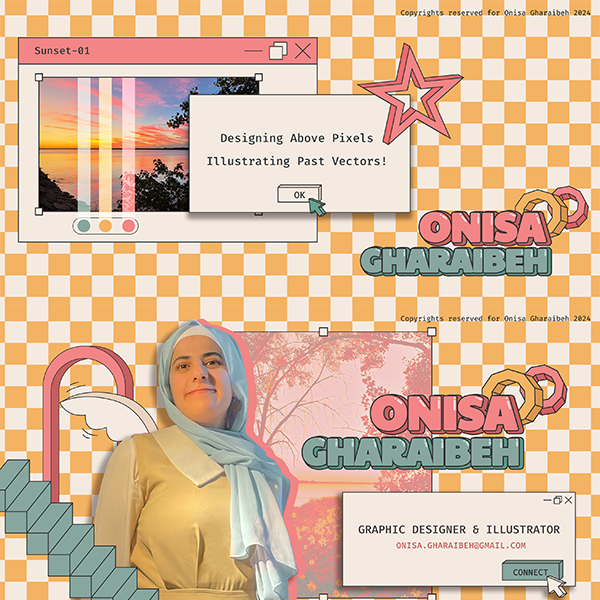 Copyrights reserved for Onisa Gharaibeh 2024
Sunset-01
Designing Above Pixels
Illustrating Past Vectors!
OK
ONISA
GHARAIBEH
Copyrights reserved for Onisa Gharaibeh 2024
ONISA
GHARAIBEH
GRAPHIC DESIGNER & ILLUSTRATOR
ONISA.GHARAIBEH@GMAIL.COM
CONNECT